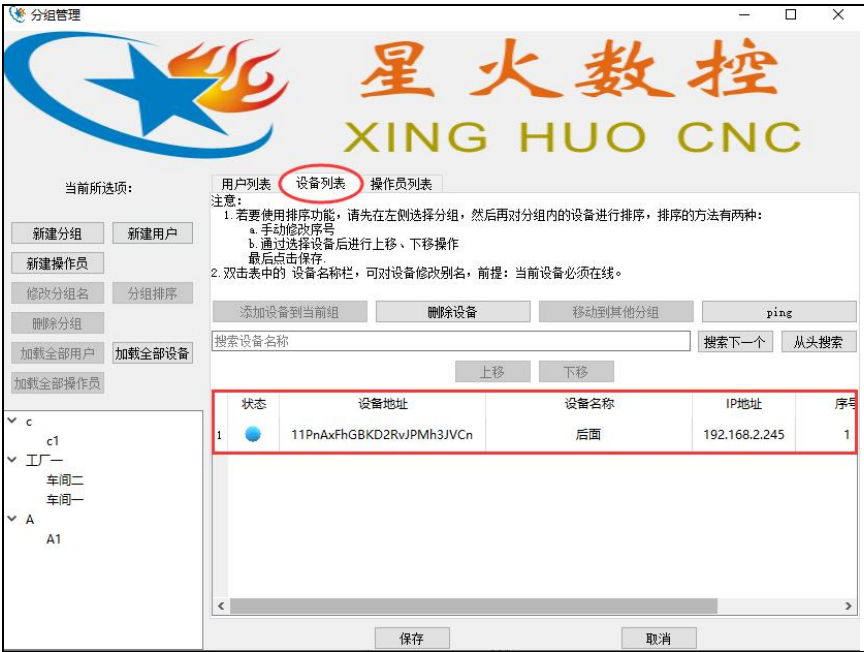 分组管理
星火数控
XING HUO CNC
当前所选项:
用户列表 设备列表 操作员列表
注意:
1.若要使用排序功能，请先在左侧选择分组，然后再对分组内的设备进行排序，排序的方法有两种：
a.手动修改序号
b.通过选择设备后进行上移、下移操作
最后点击保存.
2.双击表中的 设备名称栏，可对设备修改别名，前提：当前设备必须在线。
新建分组 新建用户
新建操作员
修改分组名 分组排序
删除分组
加载全部用户 加载全部设备
加载全部操作员
添加设备到当前组 删除设备 移动到其他分组 ping
搜索设备名称 搜索下一个 从头搜索
上移 下移
状态 设备地址 设备名称 IP地址 序号
1 11PnAxFhGBKD2RvJPMh3JVCn 后面 192.168.2.245 1
c
c1
工厂一
车间二
车间一
A
A1
保存 取消